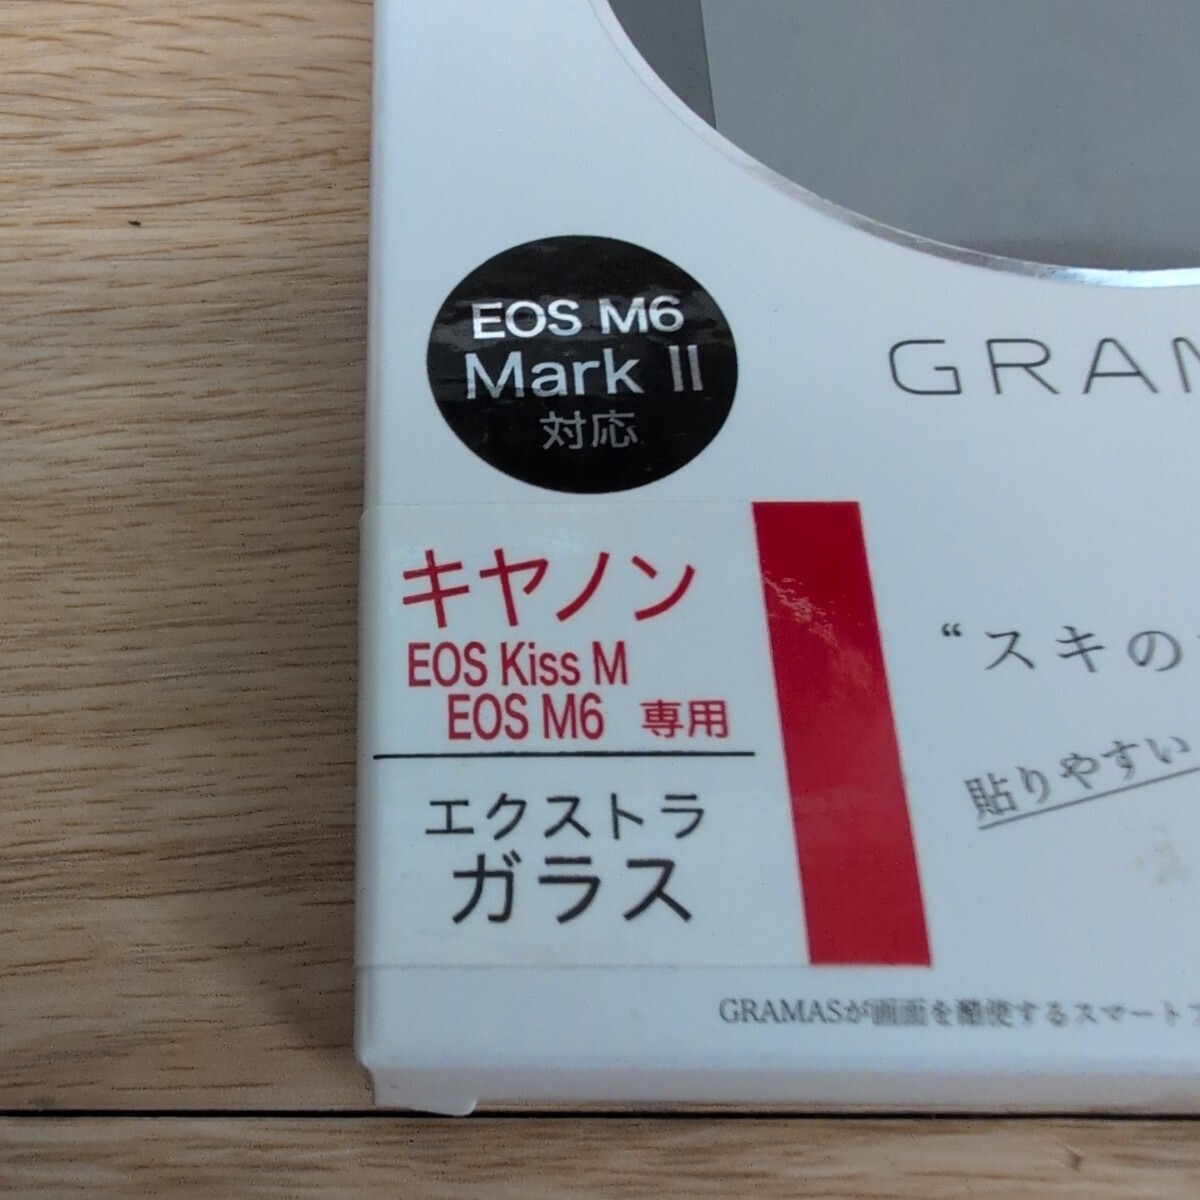 EOS M6
Mark II
対応
GRAM
キヤノン
EOS Kiss M
EOS M6 専用
エクストラ
ガラス
“スキの
貼りやすい
GRAMASが画面を酷使するスマート